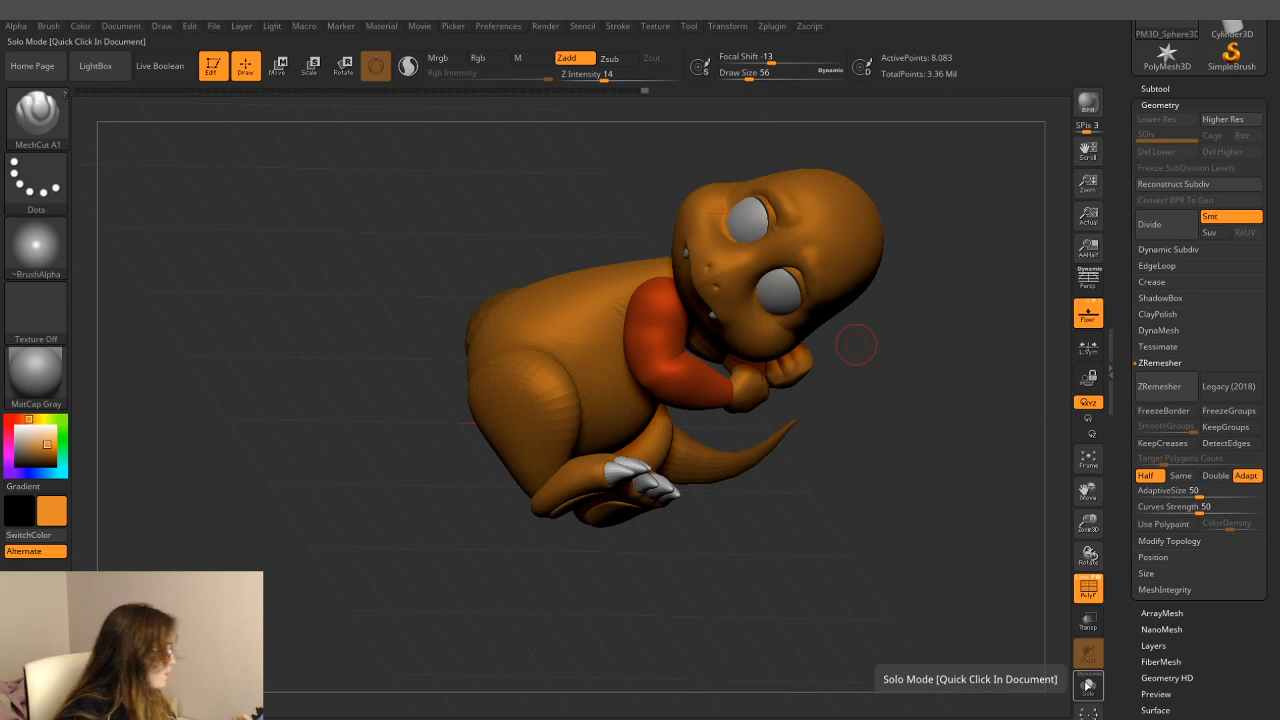 Alpha Brush Color Document Draw Edit File Layer Light Macro Marker Material Movie Picker Preferences Render Stencil Stroke Texture Tool Transform Zplugin Zscript
PM3D_Sphere3D Cylinder3D
PolyMesh3D SimpleBrush
Solo Mode [Quick Click In Document]
Home Page LightBox Live Boolean Edit Draw Move Scale Rotate
Mrgb Rgb M
Rgb Intensity
Zadd Zsub Zcut
Z Intensity 14
Focal Shift -13
Draw Size 56 Dynamic
ActivePoints: 8,083
TotalPoints: 3.36 Mil
MechCut A1
Dots
~BrushAlpha
Texture Off
MatCap Gray
Gradient
SwitchColor
Alternate
BPR
SPix 3
Scroll
Zoom
Actual
AAHalf
Dynamic
Persp
Floor
L.Sym
XYZ
Frame
Move
Zoom3D
Rotate
PolyF
Transp
Dynamic
Solo
Solo Mode [Quick Click In Document]
Subtool
Geometry
Lower Res Higher Res
SDiv Cage Rstr
Del Lower Del Higher
Freeze SubDivision Levels
Reconstruct Subdiv
Convert BPR To Geo
Divide Smt
Suv ReUV
Dynamic Subdiv
EdgeLoop
Crease
ShadowBox
ClayPolish
DynaMesh
Tessimate
ZRemesher
ZRemesher Legacy (2018)
FreezeBorder FreezeGroups
SmoothGroups KeepGroups
KeepCreases DetectEdges
Target Polygons Count
Half Same Double Adapt
AdaptiveSize 50
Curves Strength 50
Use Polypaint ColorDensity
Modify Topology
Position
Size
MeshIntegrity
ArrayMesh
NanoMesh
Layers
FiberMesh
Geometry HD
Preview
Surface